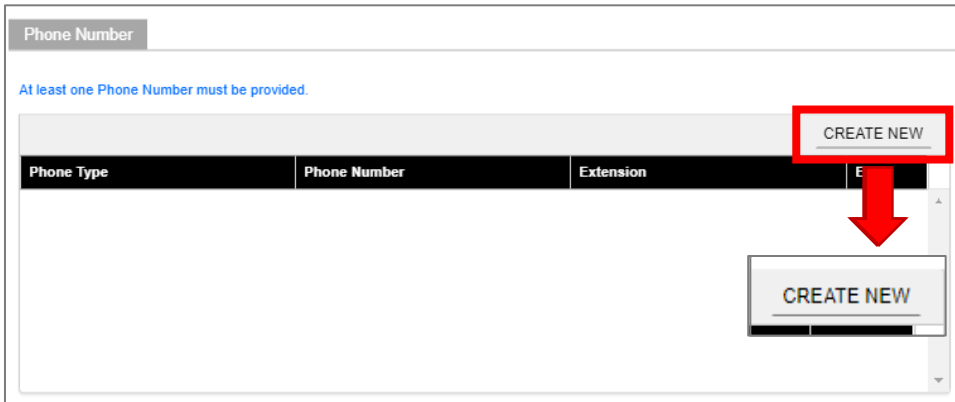 Phone Number
At least one Phone Number must be provided.
CREATE NEW
Phone Type Phone Number Extension
CREATE NEW